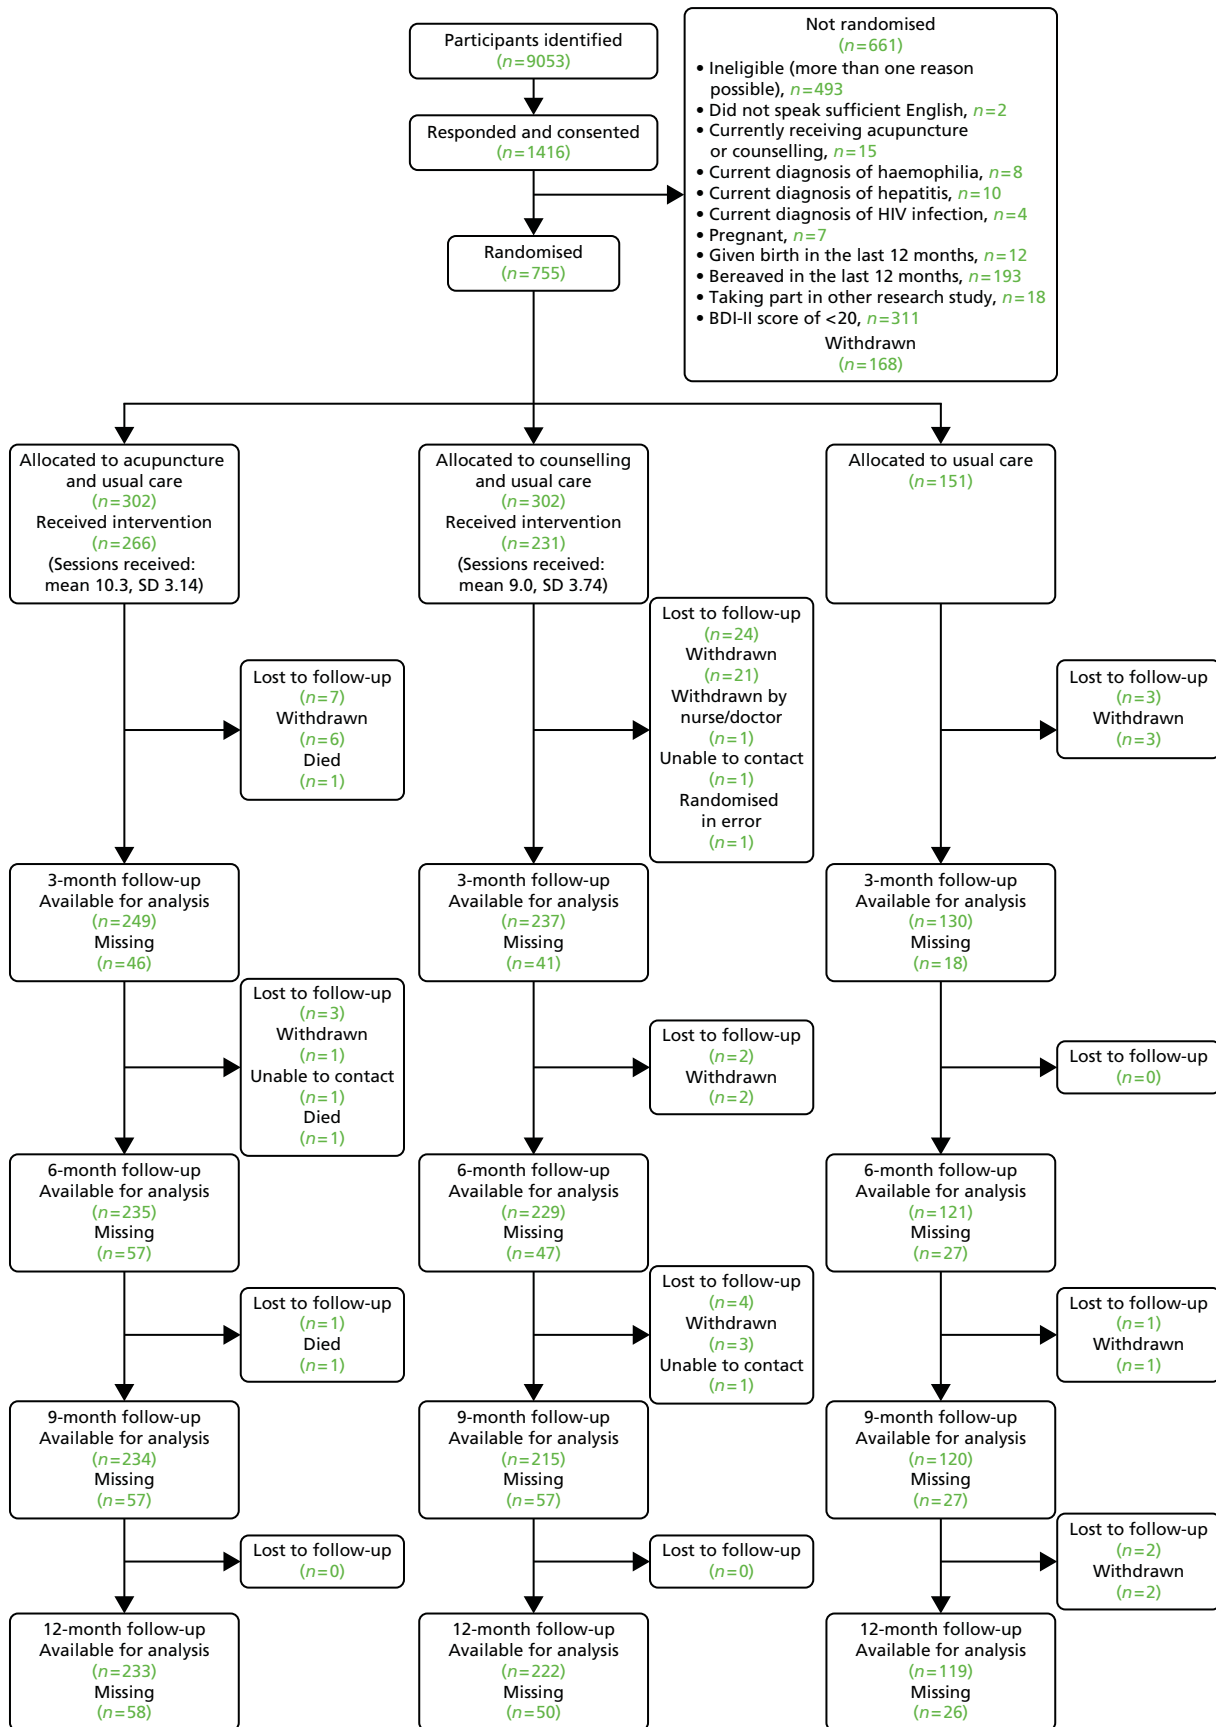 Participants identified
(n=9053)
Responded and consented
(n=1416)
Not randomised
(n=661)
• Ineligible (more than one reason
possible), n=493
• Did not speak sufficient English, n=2
• Currently receiving acupuncture
or counselling, n=15
• Current diagnosis of haemophilia, n=8
• Current diagnosis of hepatitis, n=10
• Current diagnosis of HIV infection, n=4
• Pregnant, n=7
• Given birth in the last 12 months, n=12
• Bereaved in the last 12 months, n=193
• Taking part in other research study, n=18
• BDI-II score of <20, n=311
Withdrawn
(n=168)
Randomised
(n=755)
Allocated to acupuncture
and usual care
(n=302)
Received intervention
(n=266)
(Sessions received:
mean 10.3, SD 3.14)
Allocated to counselling
and usual care
(n=302)
Received intervention
(n=231)
(Sessions received:
mean 9.0, SD 3.74)
Allocated to usual care
(n=151)
Lost to follow-up
(n=7)
Withdrawn
(n=6)
Died
(n=1)
Lost to follow-up
(n=24)
Withdrawn
(n=21)
Withdrawn by
nurse/doctor
(n=1)
Unable to contact
(n=1)
Randomised
in error
(n=1)
Lost to follow-up
(n=3)
Withdrawn
(n=3)
3-month follow-up
Available for analysis
(n=249)
Missing
(n=46)
3-month follow-up
Available for analysis
(n=237)
Missing
(n=41)
3-month follow-up
Available for analysis
(n=130)
Missing
(n=18)
Lost to follow-up
(n=3)
Withdrawn
(n=1)
Unable to contact
(n=1)
Died
(n=1)
Lost to follow-up
(n=2)
Withdrawn
(n=2)
Lost to follow-up
(n=0)
6-month follow-up
Available for analysis
(n=235)
Missing
(n=57)
6-month follow-up
Available for analysis
(n=229)
Missing
(n=47)
6-month follow-up
Available for analysis
(n=121)
Missing
(n=27)
Lost to follow-up
(n=1)
Died
(n=1)
Lost to follow-up
(n=4)
Withdrawn
(n=3)
Unable to contact
(n=1)
Lost to follow-up
(n=1)
Withdrawn
(n=1)
9-month follow-up
Available for analysis
(n=234)
Missing
(n=57)
9-month follow-up
Available for analysis
(n=215)
Missing
(n=57)
9-month follow-up
Available for analysis
(n=120)
Missing
(n=27)
Lost to follow-up
(n=0)
Lost to follow-up
(n=0)
Lost to follow-up
(n=2)
Withdrawn
(n=2)
12-month follow-up
Available for analysis
(n=233)
Missing
(n=58)
12-month follow-up
Available for analysis
(n=222)
Missing
(n=50)
12-month follow-up
Available for analysis
(n=119)
Missing
(n=26)